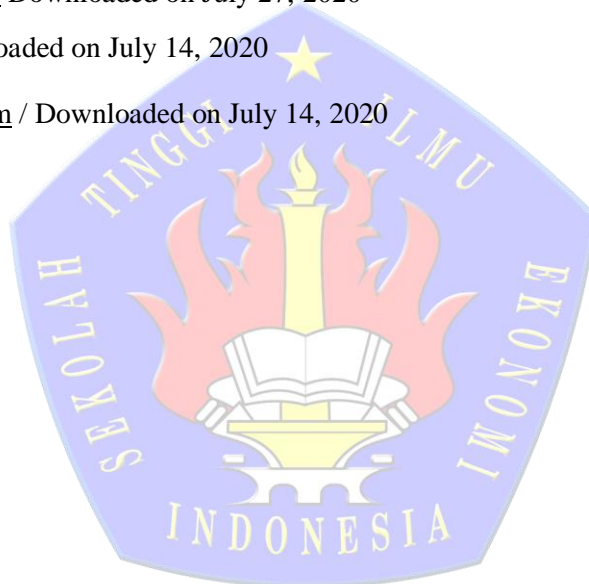 Downloaded on July 27, 2020
loaded on July 14, 2020
m / Downloaded on July 14, 2020
SEKOLAH TINGGI ILMU EKONOMI
INDONESIA